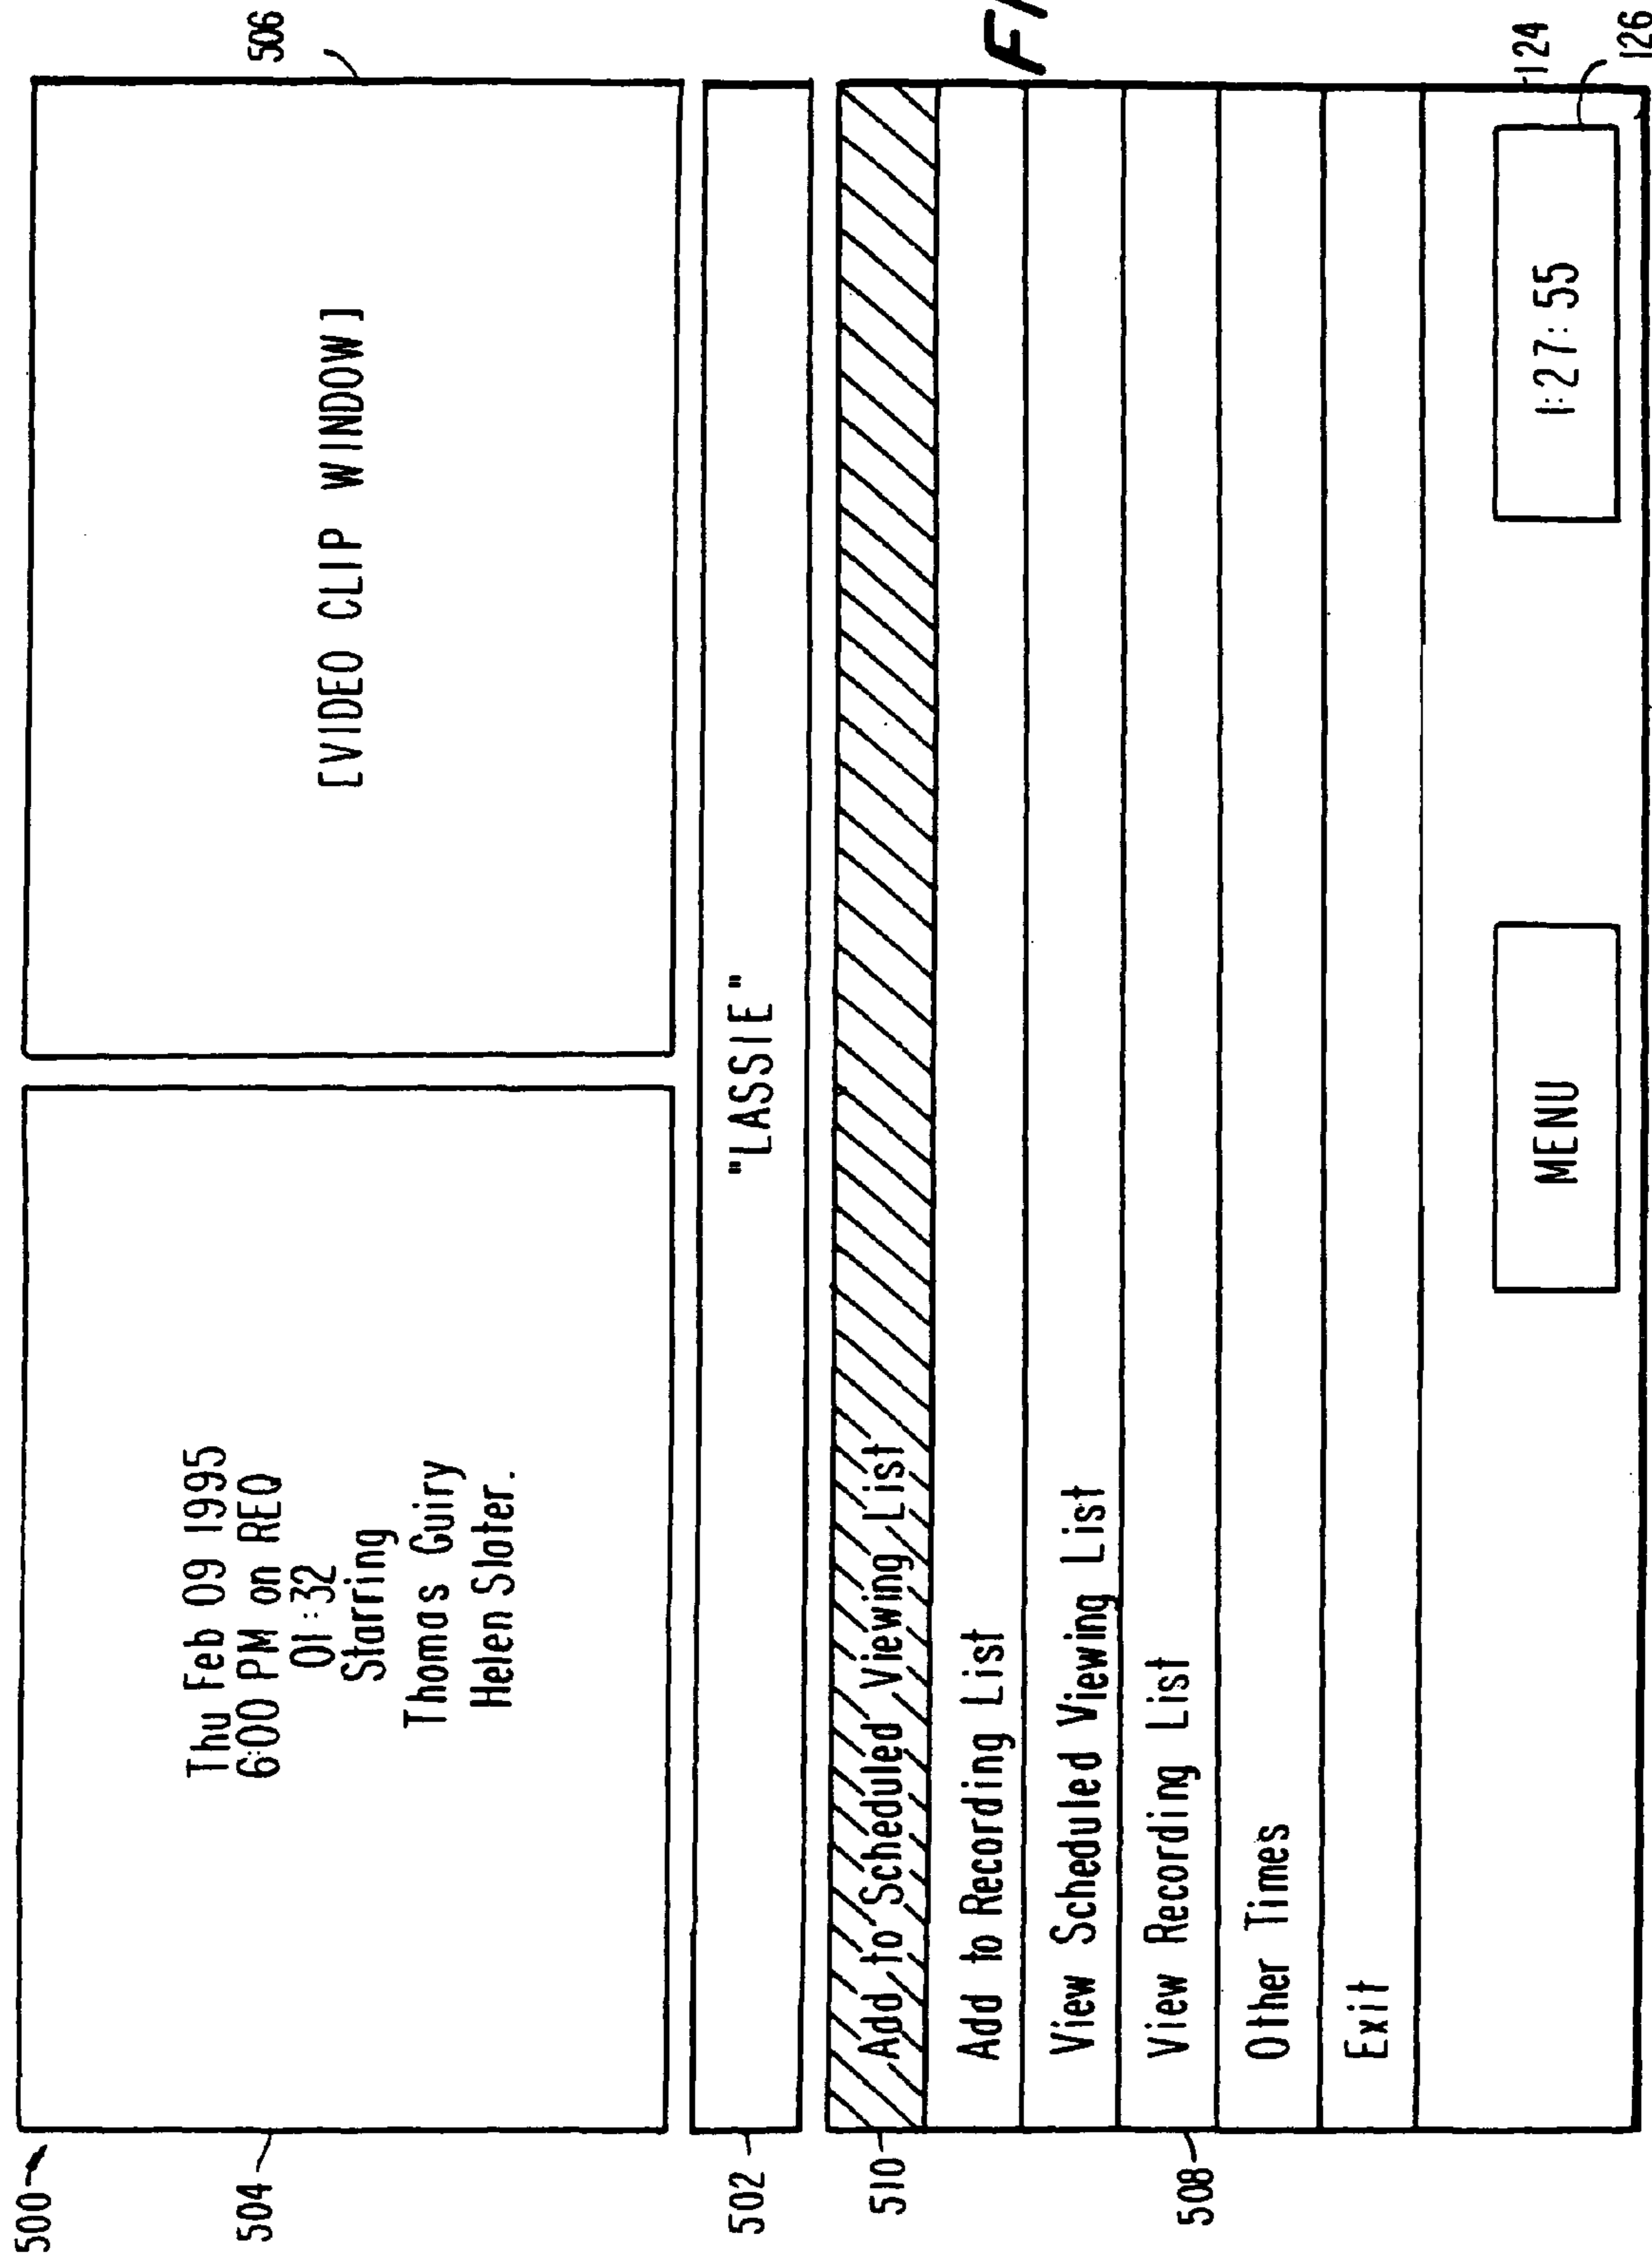 500
504
Thu Feb 09 1995
6:00 PM on REQ
01:32
Starring
Thomas Guiry
Helen Slater.
[VIDEO CLIP WINDOW]
506
502
"LASSIE"
510
Add to Scheduled Viewing List
Add to Recording List
View Scheduled Viewing List
508
View Recording List
Other Times
Exit
MENU
1:27:55
124
126